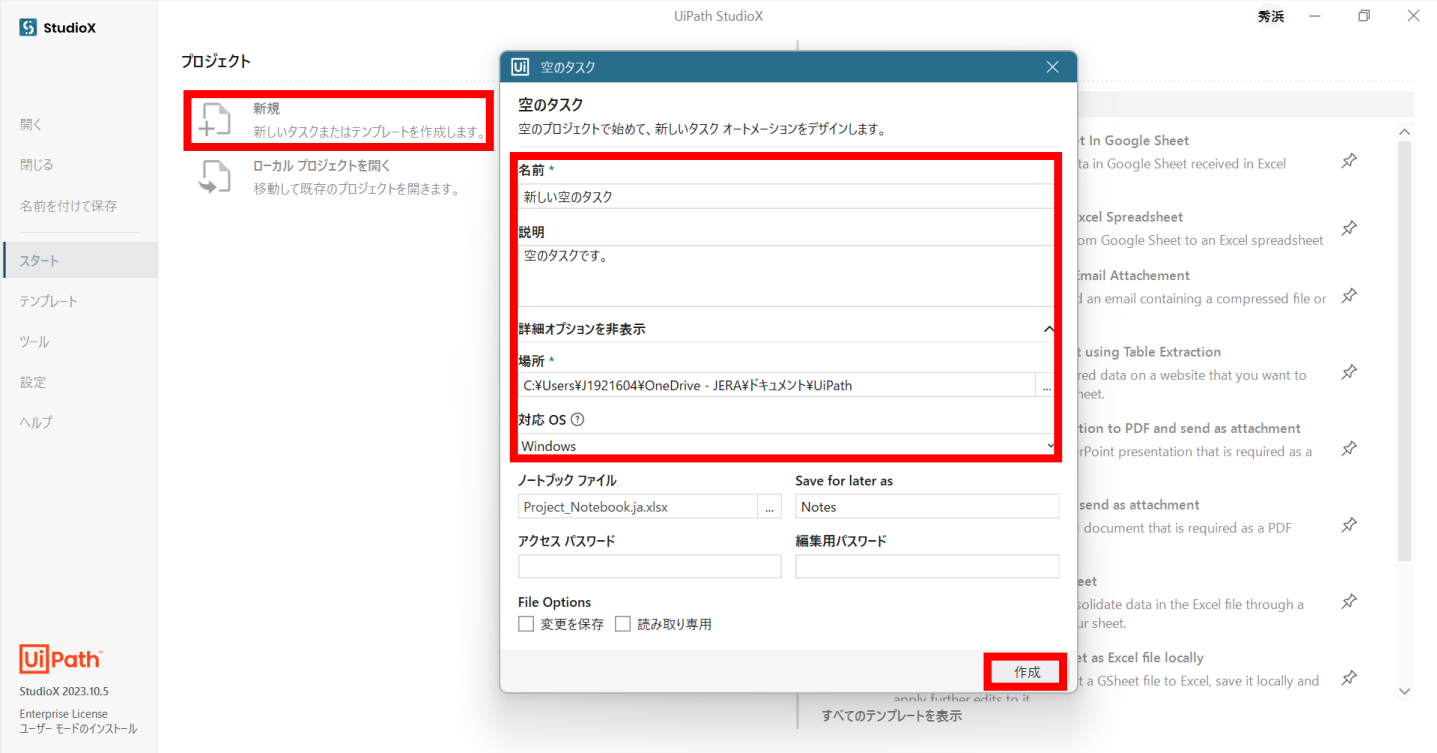 StudioX
UiPath StudioX
秀浜
開く
閉じる
名前を付けて保存
スタート
テンプレート
ツール
設定
ヘルプ
UiPath™
StudioX 2023.10.5
Enterprise License
ユーザー モードのインストール
プロジェクト
新規
新しいタスクまたはテンプレートを作成します。
ローカル プロジェクトを開く
移動して既存のプロジェクトを開きます。
Ui 空のタスク
空のタスク
空のプロジェクトで始めて、新しいタスク オートメーションをデザインします。
名前 *
新しい空のタスク
説明
空のタスクです。
詳細オプションを非表示
場所 *
C:¥Users¥J1921604¥OneDrive - JERA¥ドキュメント¥UiPath ...
対応 OS ?
Windows
ノートブック ファイル Save for later as
Project_Notebook.ja.xlsx ... Notes
アクセス パスワード 編集用パスワード
File Options
変更を保存 読み取り専用
作成
t In Google Sheet
ta in Google Sheet received in Excel
xcel Spreadsheet
om Google Sheet to an Excel spreadsheet
mail Attachement
d an email containing a compressed file or
t using Table Extraction
red data on a website that you want to
heet.
tion to PDF and send as attachment
rPoint presentation that is required as a
send as attachment
document that is required as a PDF
eet
solidate data in the Excel file through a
ur sheet.
et as Excel file locally
t a GSheet file to Excel, save it locally and
apply further edits to it
すべてのテンプレートを表示